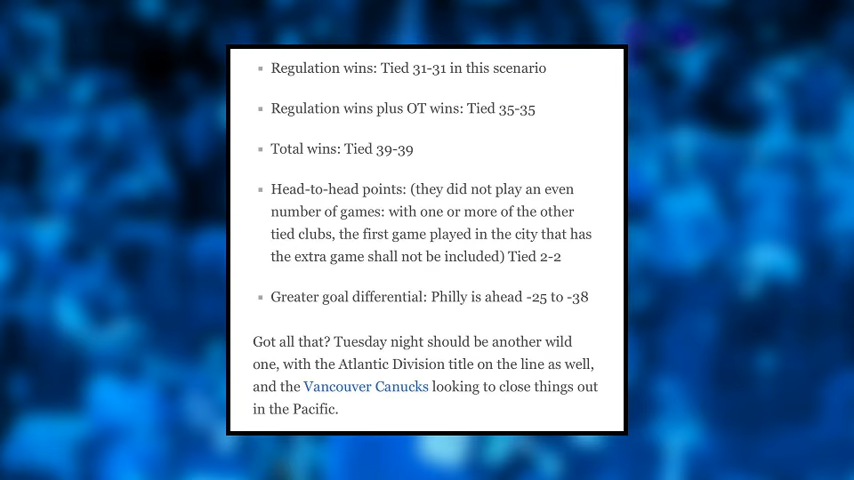 Regulation wins: Tied 31-31 in this scenario
Regulation wins plus OT wins: Tied 35-35
Total wins: Tied 39-39
Head-to-head points: (they did not play an even
number of games: with one or more of the other
tied clubs, the first game played in the city that has
the extra game shall not be included) Tied 2-2
Greater goal differential: Philly is ahead -25 to -38
Got all that? Tuesday night should be another wild
one, with the Atlantic Division title on the line as well,
and the Vancouver Canucks looking to close things out
in the Pacific.